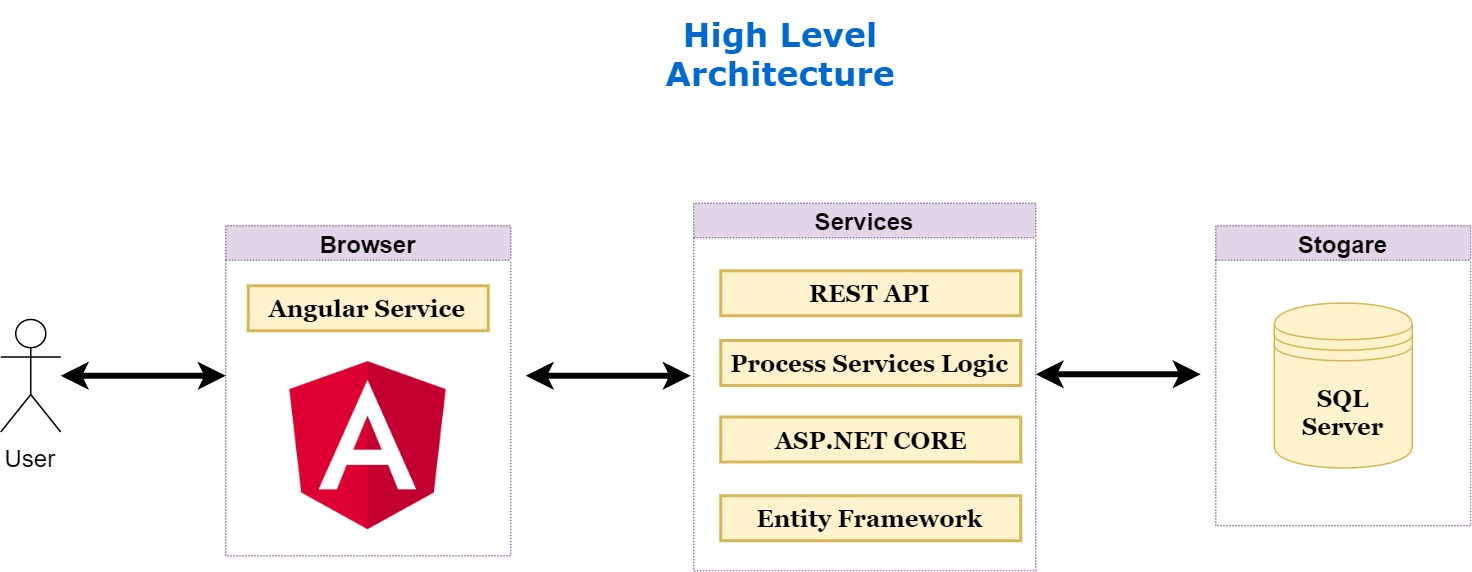 High Level
Architecture
User
Browser
Angular Service
A
Services
REST API
Process Services Logic
ASP.NET CORE
Entity Framework
Stogare
SQL
Server